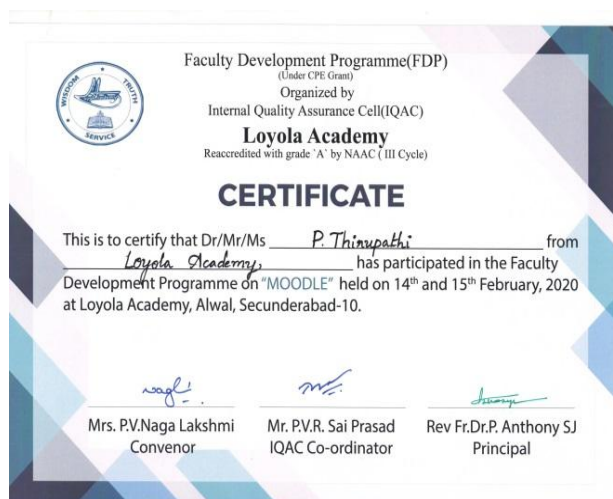 Faculty Development Programme(FDP)
(Under CPE Grant)
Organized by
Internal Quality Assurance Cell(IQAC)
Loyola Academy
Reaccredited with grade `A` by NAAC ( III Cycle)
WISDOM TRUTH
SERVICE
CERTIFICATE
This is to certify that Dr/Mr/Ms P. Thirupathi from
Loyola Academy, has participated in the Faculty
Development Programme on "MOODLE" held on 14th and 15th February, 2020
at Loyola Academy, Alwal, Secunderabad-10.
Mrs. P.V.Naga Lakshmi Mr. P.V.R. Sai Prasad Rev Fr.Dr.P. Anthony SJ
Convenor IQAC Co-ordinator Principal